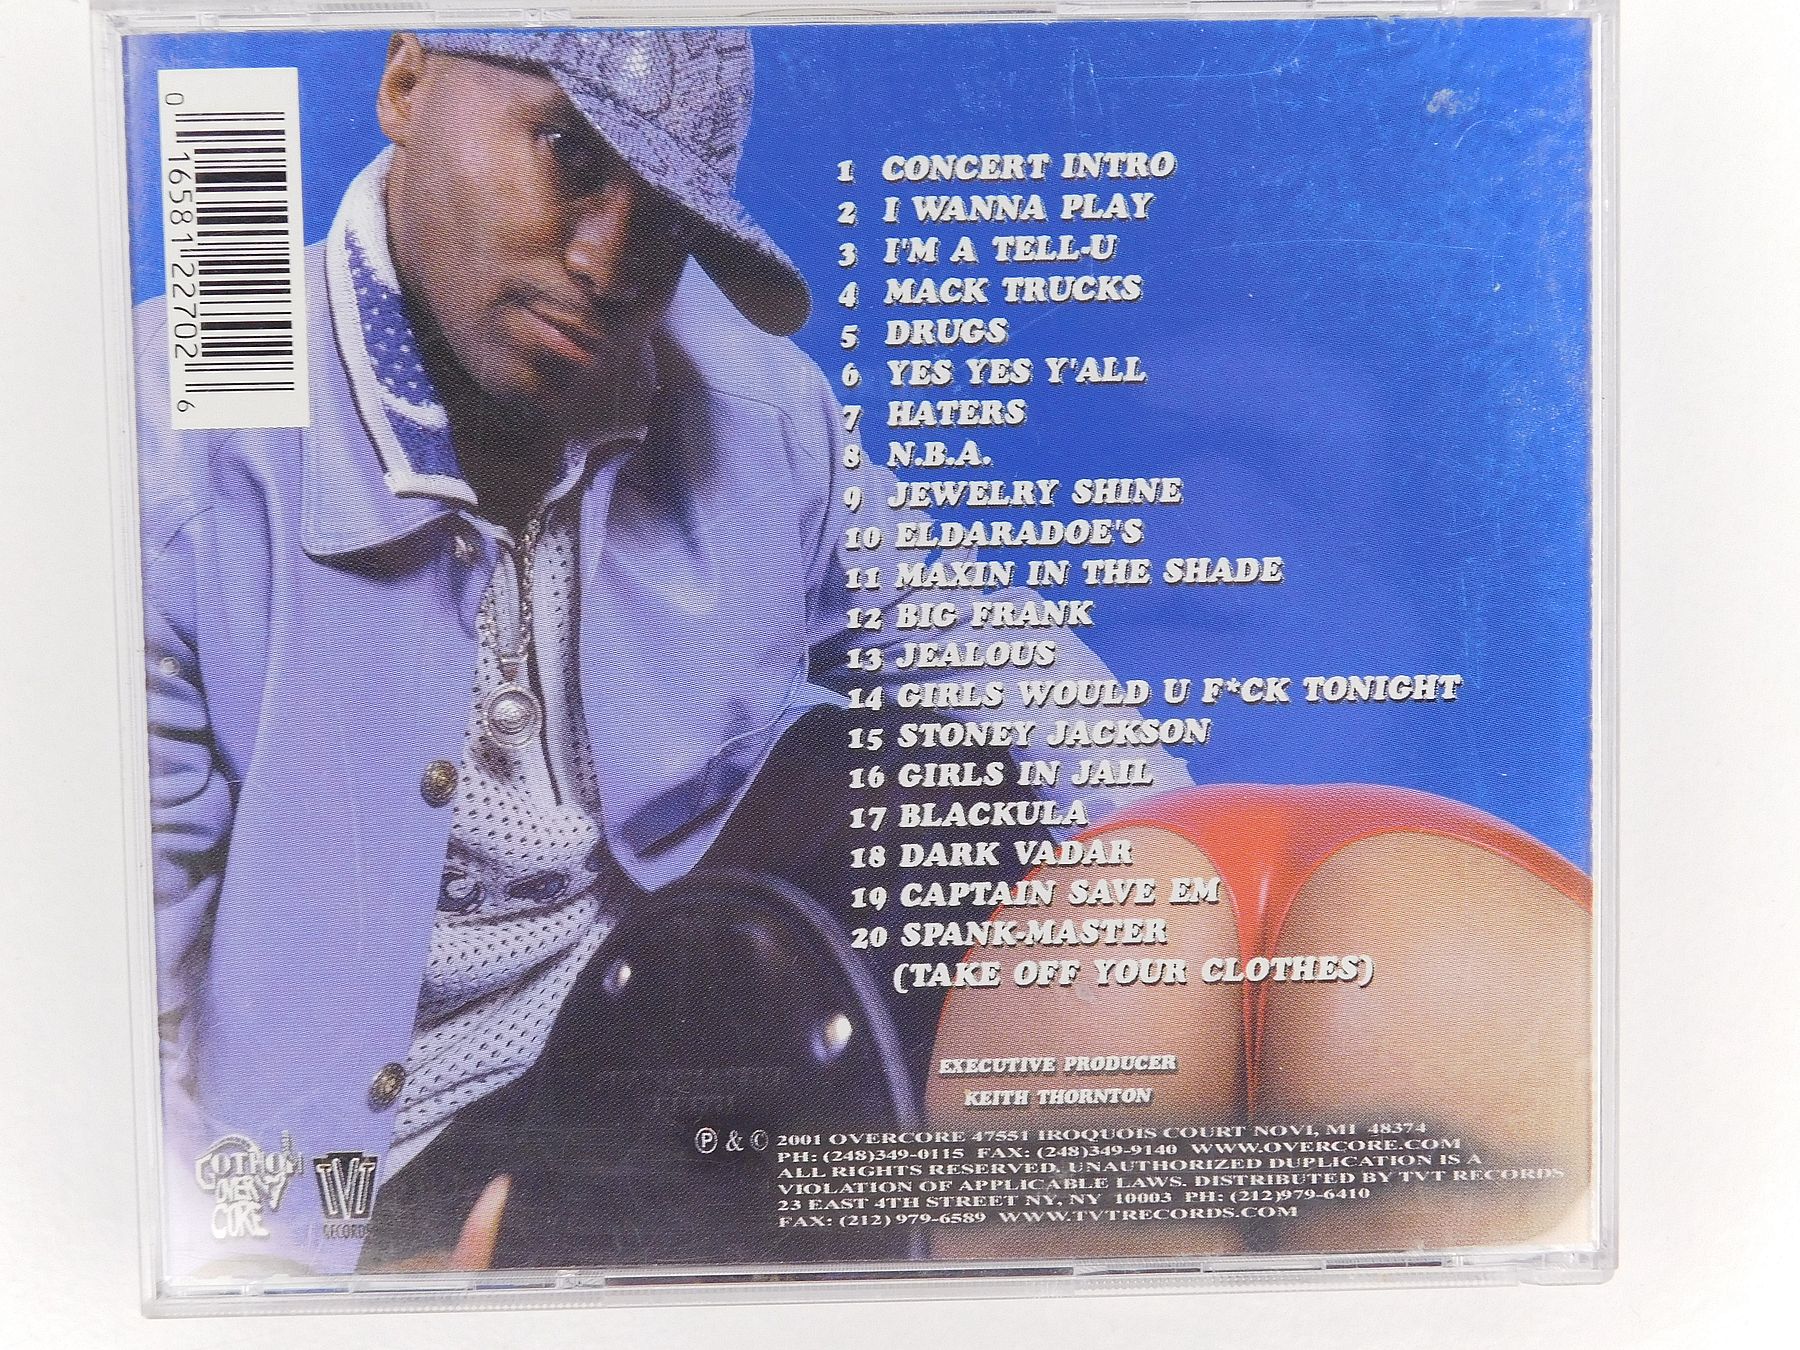 0 16581 22702 6
1 CONCERT INTRO
2 I WANNA PLAY
3 I'M A TELL-U
4 MACK TRUCKS
5 DRUGS
6 YES YES Y'ALL
7 HATERS
8 N.B.A.
9 JEWELRY SHINE
10 ELDARADOE'S
11 MAXIN IN THE SHADE
12 BIG FRANK
13 JEALOUS
14 GIRLS WOULD U F*CK TONIGHT
15 STONEY JACKSON
16 GIRLS IN JAIL
17 BLACKULA
18 DARK VADAR
19 CAPTAIN SAVE EM
20 SPANK-MASTER
(TAKE OFF YOUR CLOTHES)
EXECUTIVE PRODUCER
KEITH THORNTON
℗ & © 2001 OVERCORE 47551 IROQUOIS COURT NOVI, MI 48374
PH: (248)349-0115 FAX: (248)349-9140 WWW.OVERCORE.COM
ALL RIGHTS RESERVED. UNAUTHORIZED DUPLICATION IS A
VIOLATION OF APPLICABLE LAWS. DISTRIBUTED BY TVT RECORDS
23 EAST 4TH STREET NY, NY 10003 PH: (212)979-6410
FAX: (212) 979-6589 WWW.TVTRECORDS.COM
GOTHOM
OVER
CORE
TVT
RECORDS